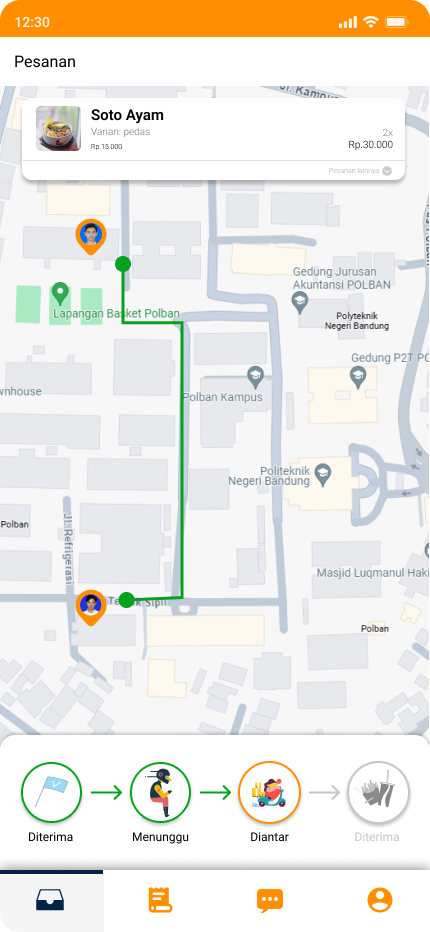 12:30
Pesanan
Jl. Kampu
Soto Ayam
Varian: pedas
2x
Rp.15.000
Rp.30.000
Pesanan lainnya
Gedung Jurusan
Akuntansi POLBAN
Lapangan Basket Polban
Polyteknik
Negeri Bandung
Gedung P2T PO
wnhouse
Polban Kampus
Politeknik
Negeri Bandung
Polban
Jl. Refrigerasi
Masjid Luqmanul Haki
Sipil
Polban
Diterima
Menunggu
Diantar
Diterima